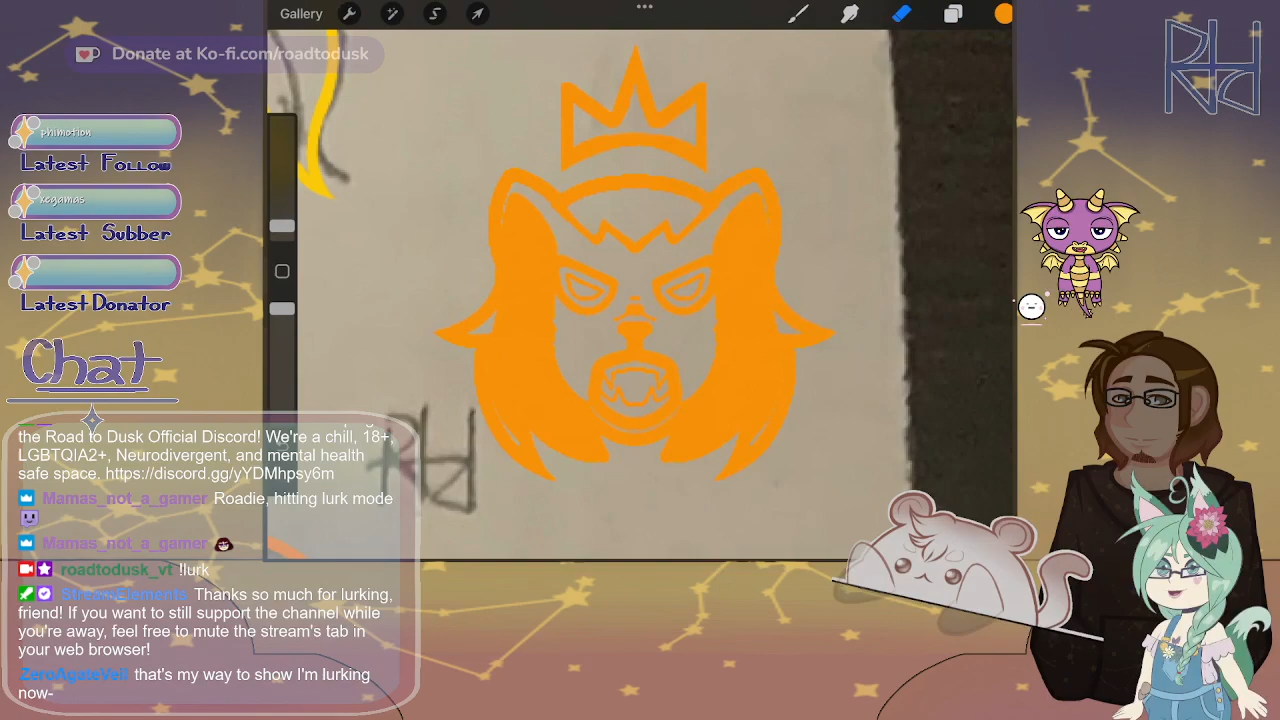 Gallery
Donate at Ko-fi.com/roadtodusk
phimotion
Latest Follow
xcgamas
Latest Subber
Latest Donator
Chat
the Road to Dusk Official Discord! We're a chill, 18+,
LGBTQIA2+, Neurodivergent, and mental health
safe space. https://discord.gg/yYDMhpsy6m
Mamas_not_a_gamer Roadie, hitting lurk mode
Mamas_not_a_gamer
roadtodusk_vt !lurk
StreamElements Thanks so much for lurking,
friend! If you want to still support the channel while
you're away, feel free to mute the stream's tab in
your web browser!
ZeroAgateVeil that's my way to show I'm lurking
now-
Rtd
Rtd